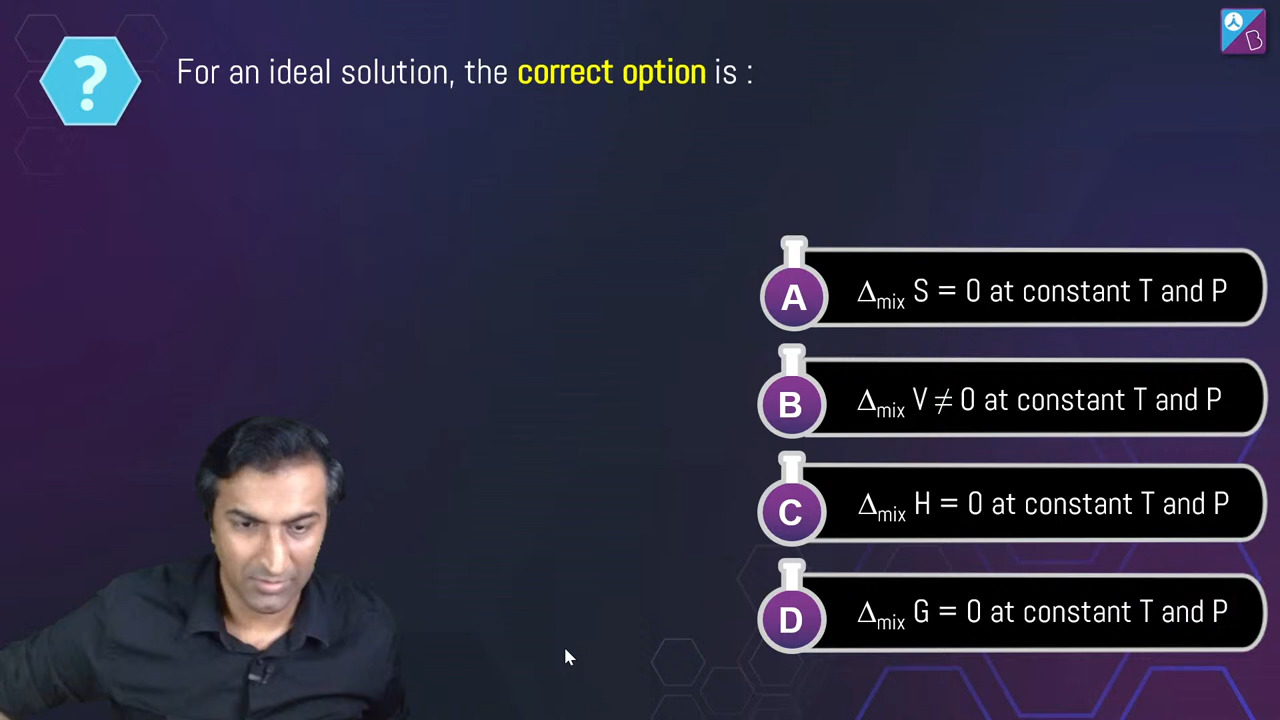 ?
For an ideal solution, the correct option is :
B
A Δmix S = 0 at constant T and P
B Δmix V ≠ 0 at constant T and P
C Δmix H = 0 at constant T and P
D Δmix G = 0 at constant T and P